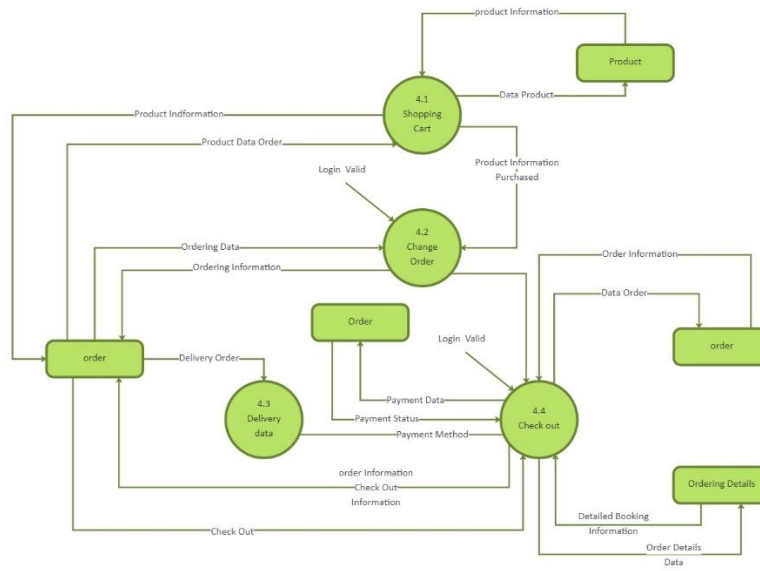 product Information
Product
4.1
Shopping
Cart
Data Product
Product Indformation
Product Data Order
Product Information
Purchased
Login Valid
4.2
Change
Order
Ordering Data
Ordering Information
Order Information
Data Order
Order
Login Valid
order
order
Delivery Order
4.3
Delivery
data
Payment Data
Payment Status
Payment Method
4.4
Check out
order Information
Check Out
Information
Ordering Details
Detailed Booking
Information
Check Out
Order Details
Data